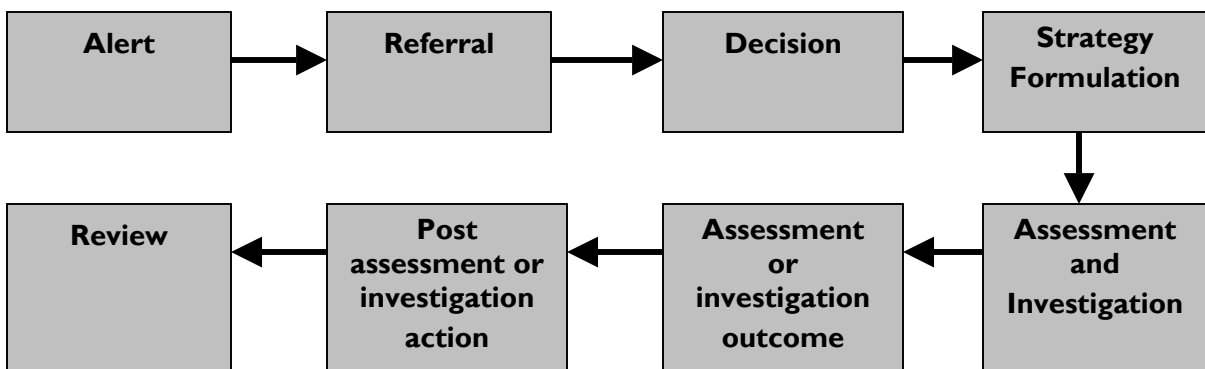 Alert
Referral
Decision
Strategy
Formulation
Assessment
and
Investigation
Assessment
or
investigation
outcome
Post
assessment or
investigation
action
Review